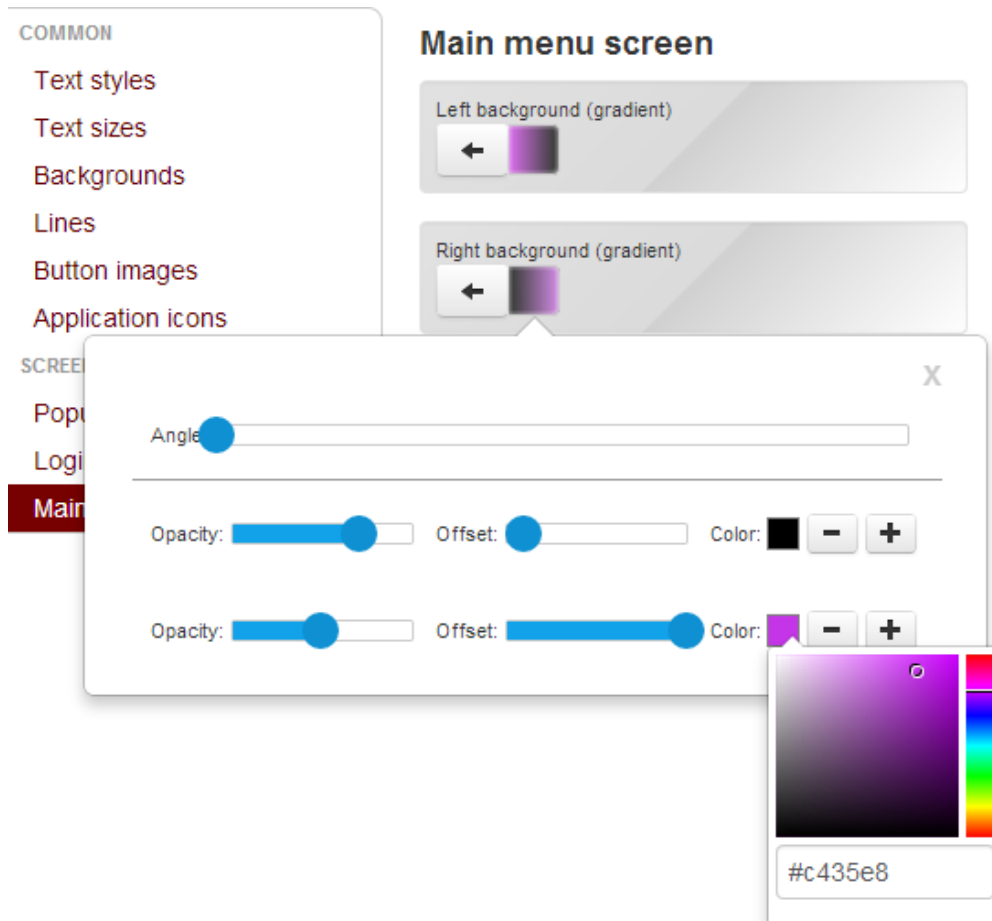 COMMON
Text styles
Text sizes
Backgrounds
Lines
Button images
Application icons
Main menu screen
Left background (gradient)
Right background (gradient)
X
Angle
Opacity: Offset: Color:
Opacity: Offset: Color:
#c435e8
Main